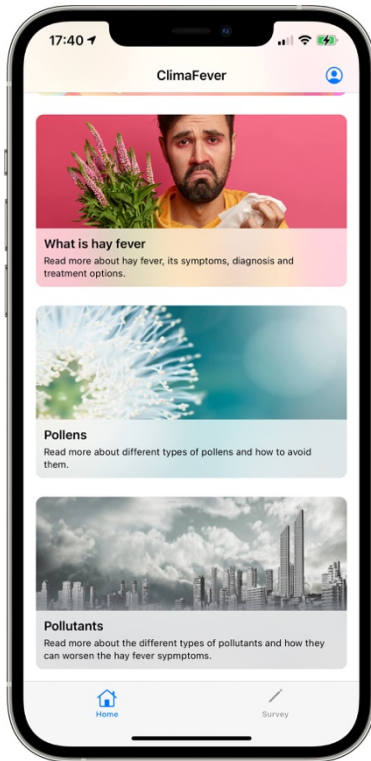 17:40
ClimaFever
What is hay fever
Read more about hay fever, its symptoms, diagnosis and
treatment options.
Pollens
Read more about different types of pollens and how to avoid
them.
Pollutants
Read more about the different types of pollutants and how they
can worsen the hay fever sypmptoms.
Home
Survey